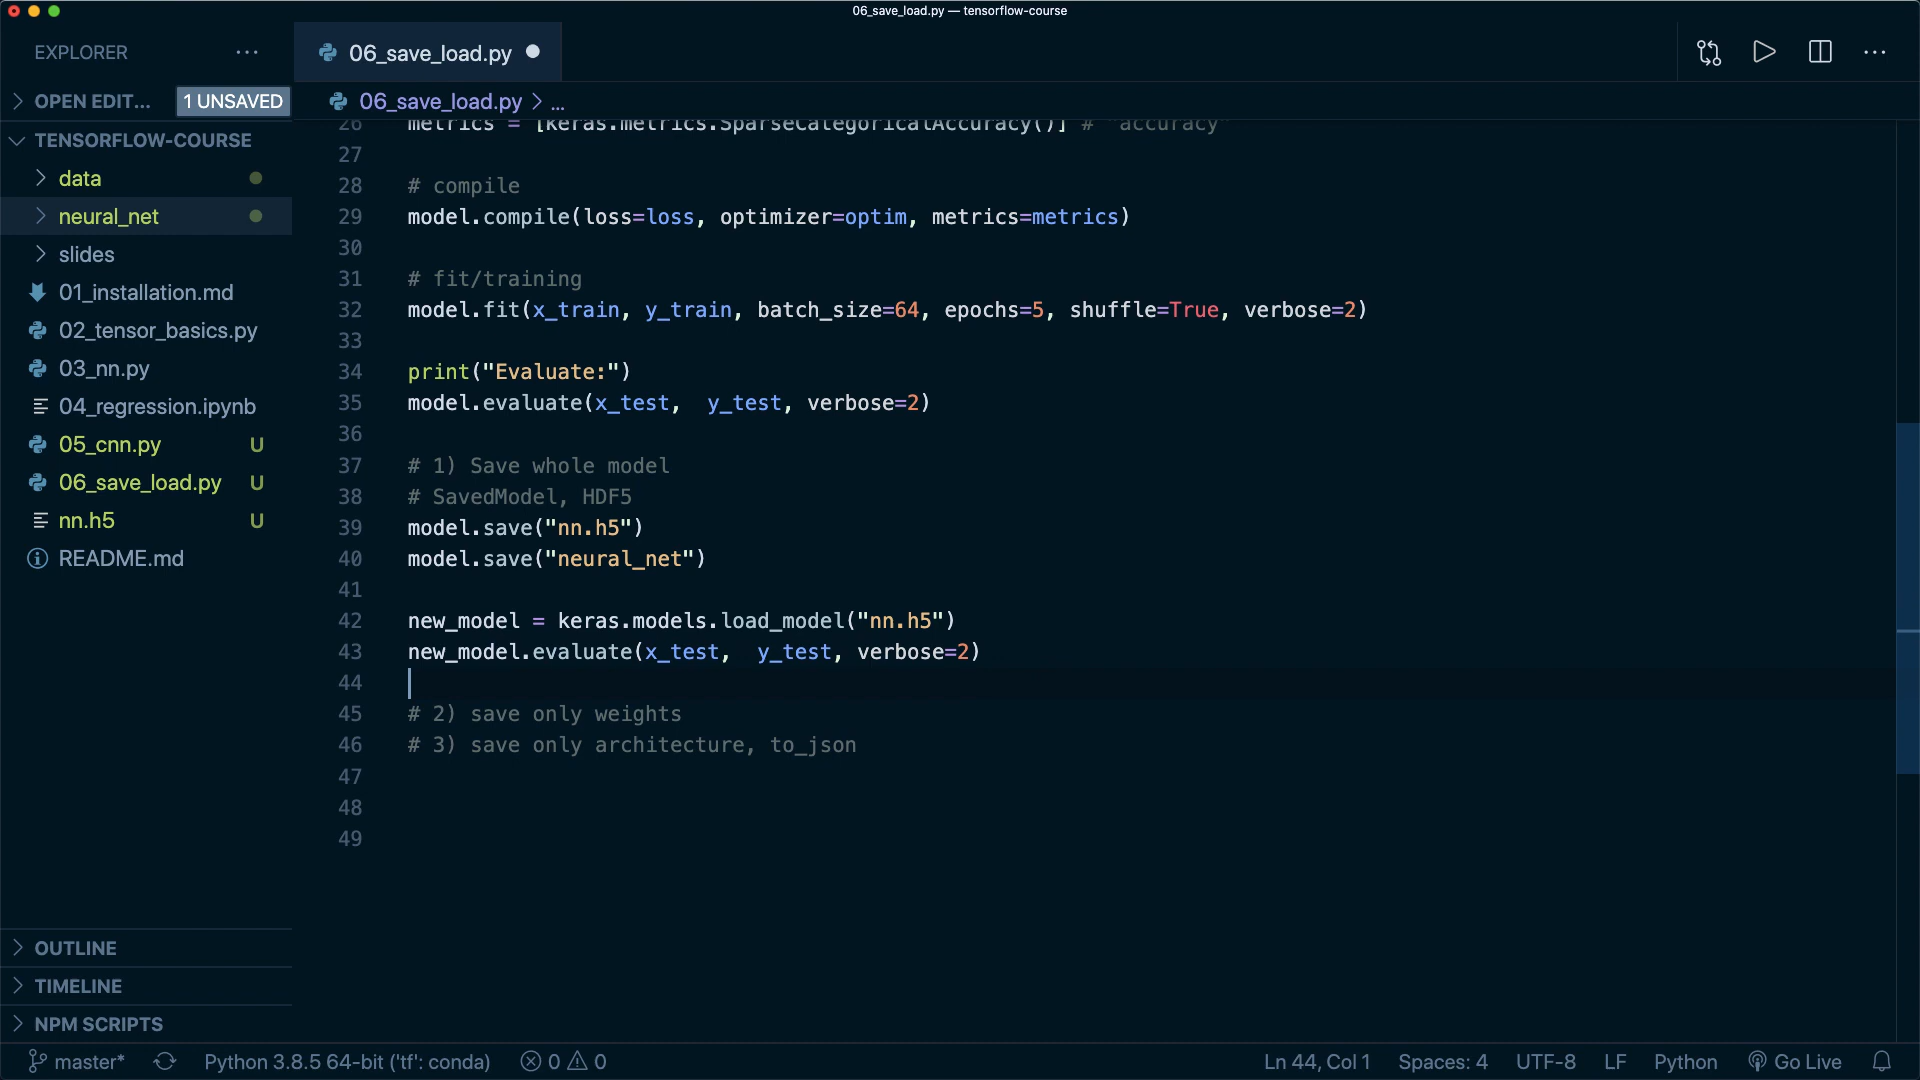 06_save_load.py — tensorflow-course
EXPLORER
06_save_load.py
OPEN EDIT... 1 UNSAVED
06_save_load.py > ...
TENSORFLOW-COURSE
data
neural_net
slides
01_installation.md
02_tensor_basics.py
03_nn.py
04_regression.ipynb
05_cnn.py U
06_save_load.py U
nn.h5 U
README.md
OUTLINE
TIMELINE
NPM SCRIPTS
26 metrics = [keras.metrics.SparseCategoricalAccuracy()] # "accuracy"
27
28 # compile
29 model.compile(loss=loss, optimizer=optim, metrics=metrics)
30
31 # fit/training
32 model.fit(x_train, y_train, batch_size=64, epochs=5, shuffle=True, verbose=2)
33
34 print("Evaluate:")
35 model.evaluate(x_test,  y_test, verbose=2)
36
37 # 1) Save whole model
38 # SavedModel, HDF5
39 model.save("nn.h5")
40 model.save("neural_net")
41
42 new_model = keras.models.load_model("nn.h5")
43 new_model.evaluate(x_test,  y_test, verbose=2)
44
45 # 2) save only weights
46 # 3) save only architecture, to_json
47
48
49
master* Python 3.8.5 64-bit ('tf': conda) 0 0 Ln 44, Col 1 Spaces: 4 UTF-8 LF Python Go Live